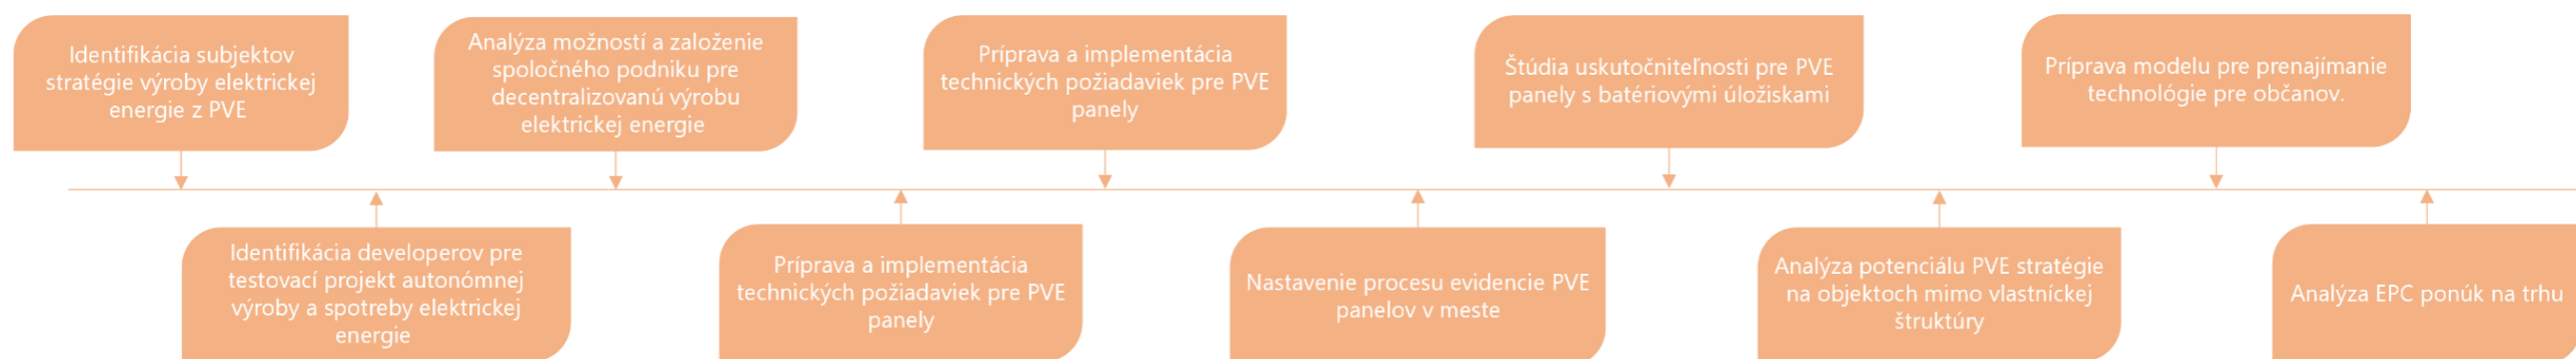 Identifikácia subjektov
stratégie výroby elektrickej
energie z PVE
Identifikácia developerov pre
testovací projekt autonómnej
výroby a spotreby elektrickej
energie
Analýza možností a založenie
spoločného podniku pre
decentralizovanú výrobu
elektrickej energie
Príprava a implementácia
technických požiadaviek pre PVE
panely
Príprava a implementácia
technických požiadaviek pre PVE
panely
Nastavenie procesu evidencie PVE
panelov v meste
Štúdia uskutočniteľnosti pre PVE
panely s batériovými úložiskami
Analýza potenciálu PVE stratégie
na objektoch mimo vlastníckej
štruktúry
Príprava modelu pre prenajímanie
technológie pre občanov.
Analýza EPC ponúk na trhu